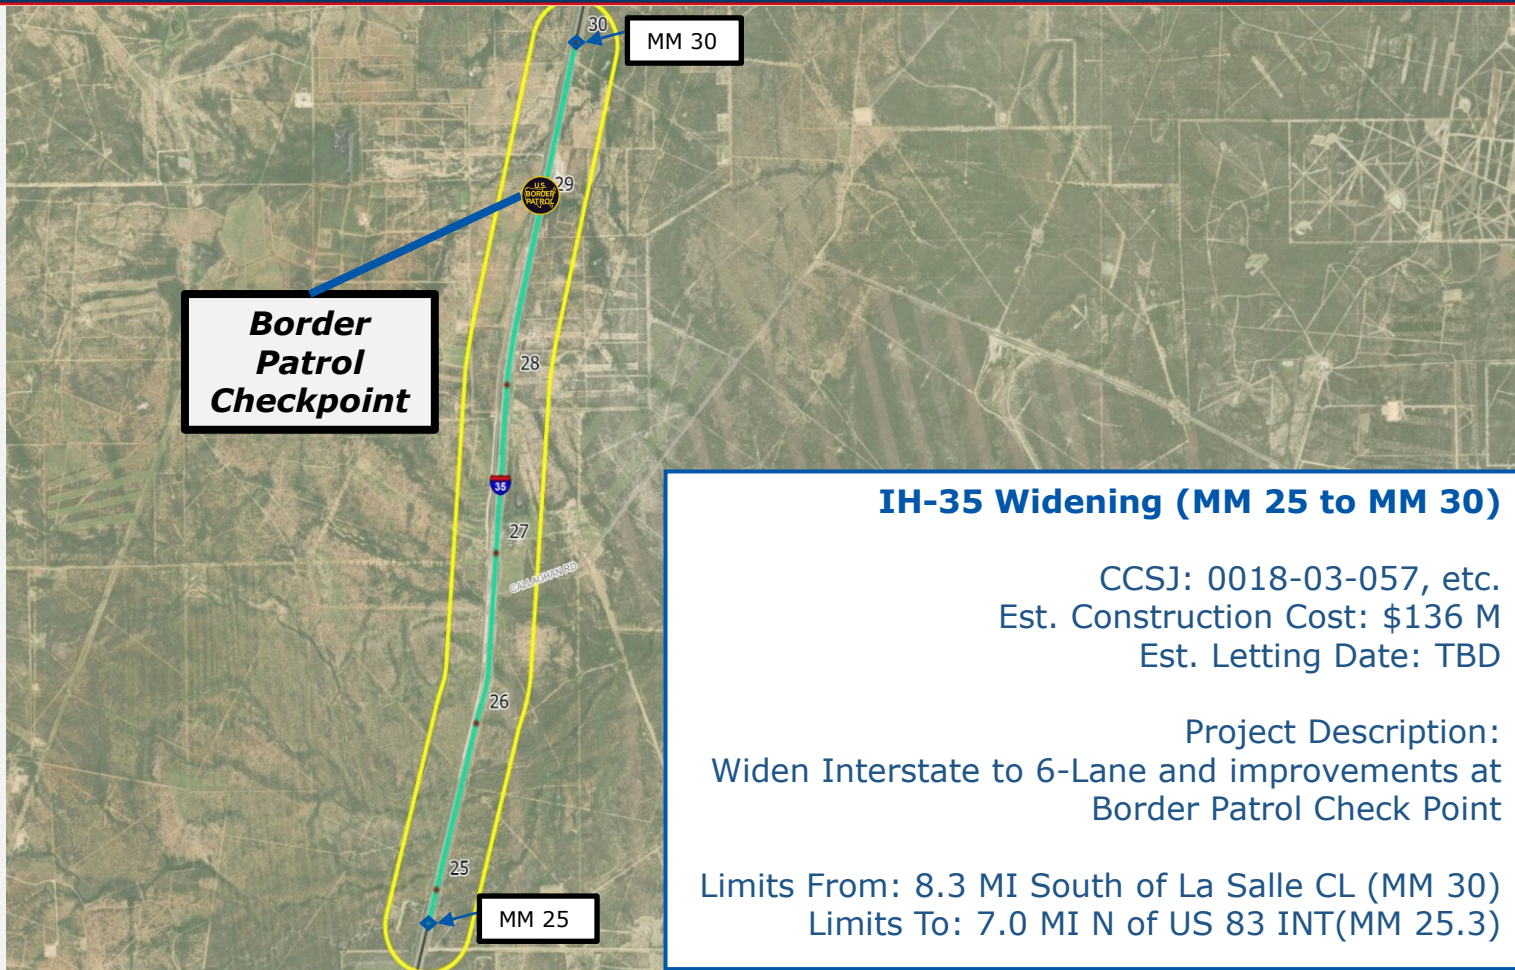 30
MM 30
U.S.
BORDER
PATROL
29
Border
Patrol
Checkpoint
28
35
27
CALLAGHAN RD
26
25
MM 25
IH-35 Widening (MM 25 to MM 30)
CCSJ: 0018-03-057, etc.
Est. Construction Cost: $136 M
Est. Letting Date: TBD
Project Description:
Widen Interstate to 6-Lane and improvements at
Border Patrol Check Point
Limits From: 8.3 MI South of La Salle CL (MM 30)
Limits To: 7.0 MI N of US 83 INT(MM 25.3)